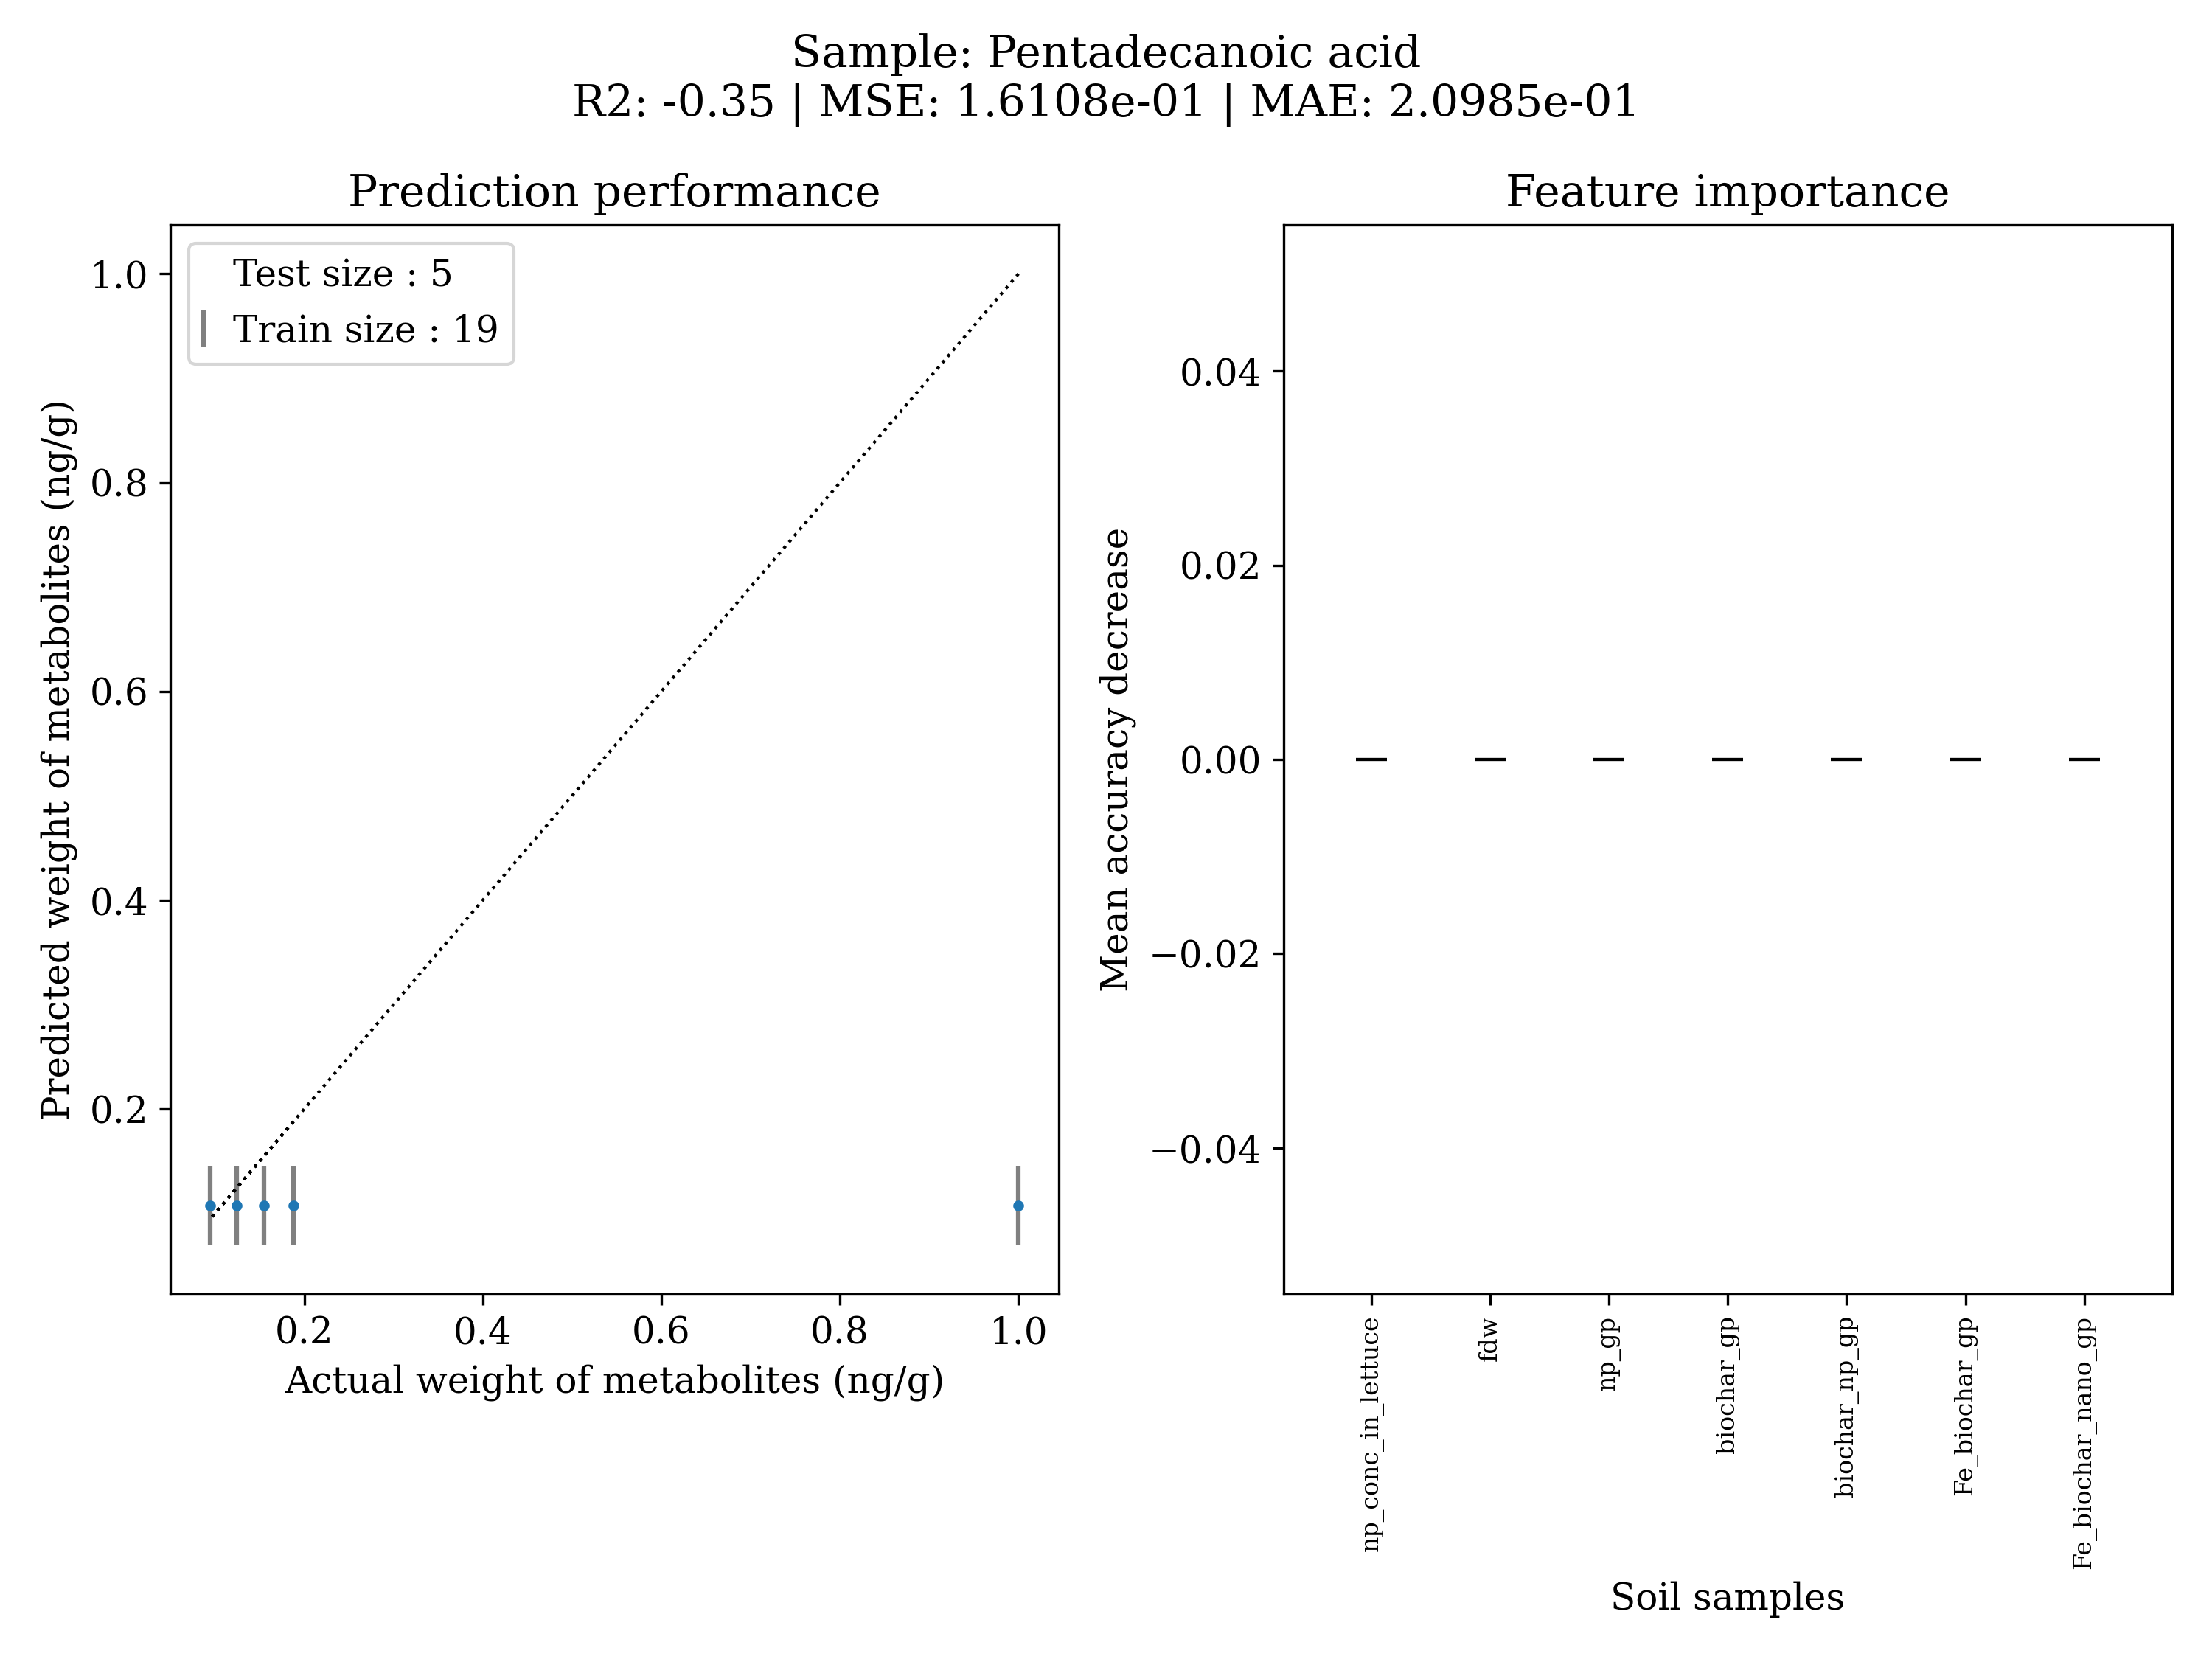 Sample: Pentadecanoic acid
R2: -0.35 | MSE: 1.6108e-01 | MAE: 2.0985e-01
Prediction performance
Test size : 5
Train size : 19
1.0
0.8
0.6
0.4
0.2
Predicted weight of metabolites (ng/g)
0.2 0.4 0.6 0.8 1.0
Actual weight of metabolites (ng/g)
Feature importance
0.04
0.02
0.00
−0.02
−0.04
Mean accuracy decrease
np_conc_in_lettuce
fdw
np_gp
biochar_gp
biochar_np_gp
Fe_biochar_gp
Fe_biochar_nano_gp
Soil samples